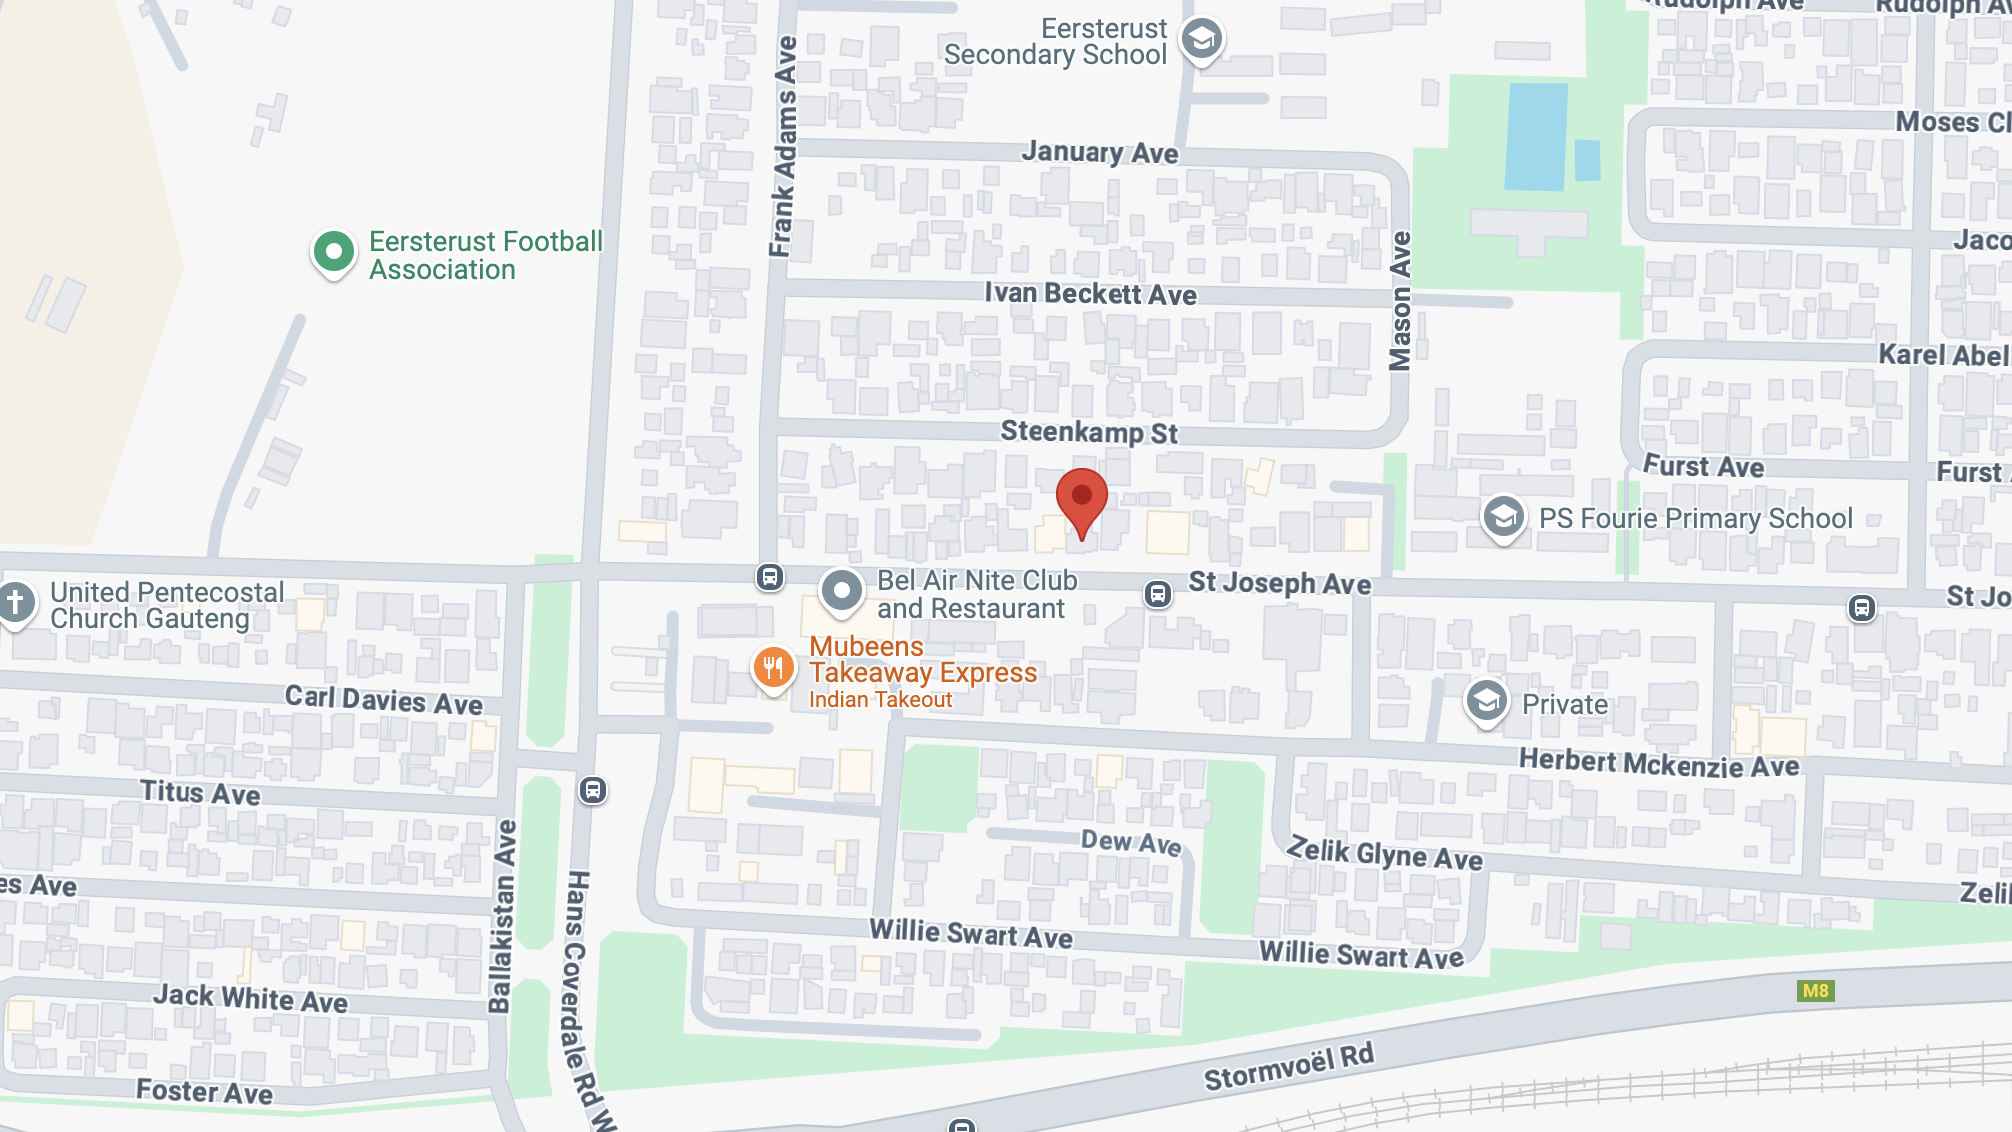 Rudolph Ave
Eersterust
Secondary School
Frank Adams Ave
January Ave
Moses Cl
Eersterust Football
Association
Jaco
Ivan Beckett Ave
Mason Ave
Karel Abel
Steenkamp St
Furst Ave
Furst
PS Fourie Primary School
United Pentecostal
Church Gauteng
Bel Air Nite Club
and Restaurant
St Joseph Ave
St Jo
Mubeens
Takeaway Express
Indian Takeout
Carl Davies Ave
Private
Herbert Mckenzie Ave
Titus Ave
Dew Ave
Zelik Glyne Ave
es Ave
Ballakistan Ave
Hans Coverdale Rd W
Zelik
Willie Swart Ave
Willie Swart Ave
Jack White Ave
M8
Stormvoël Rd
Foster Ave